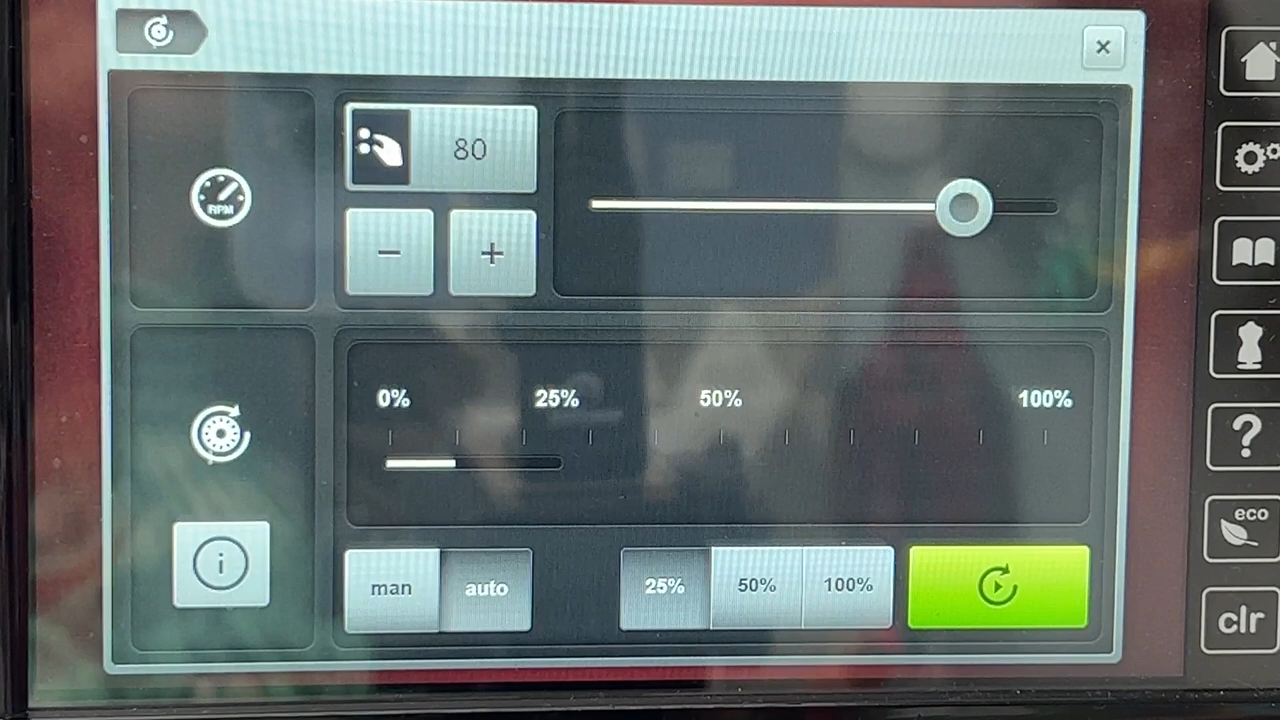 80
RPM
− +
0% 25% 50% 100%
i
man auto 25% 50% 100%
?
eco
clr